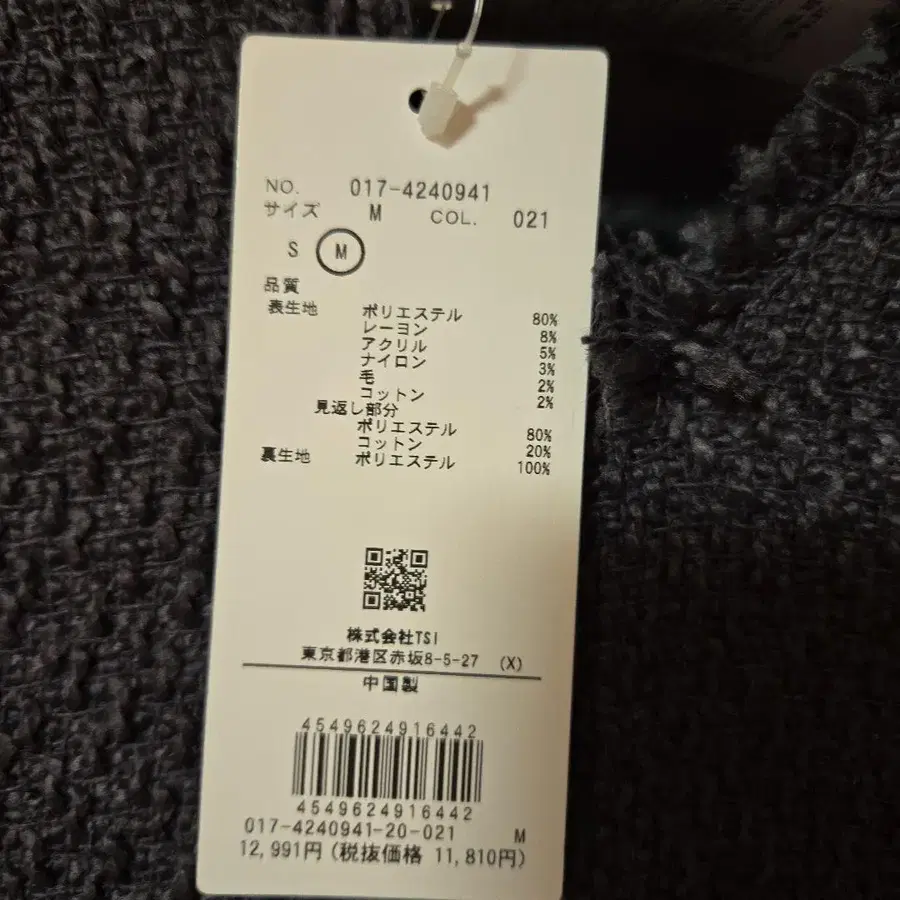 NO. 017-4240941
サイズ M COL. 021
S M
品質
表生地 ポリエステル 80%
レーヨン 8%
アクリル 5%
ナイロン 3%
毛 2%
コットン 2%
見返し部分
ポリエステル 80%
コットン 20%
裏生地 ポリエステル 100%
株式会社TSI
東京都港区赤坂8-5-27 (X)
中国製
4549624916442
4549624916442
017-4240941-20-021 M
12,991円 (税抜価格 11,810円)